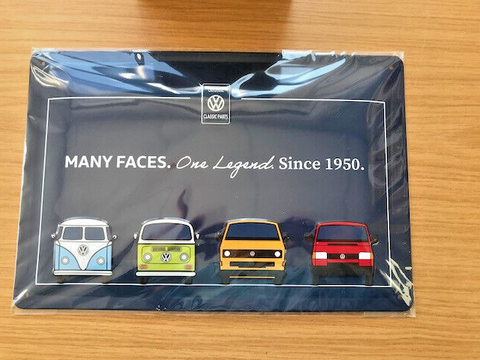 CLASSIC PARTS
MANY FACES. One Legend. Since 1950.